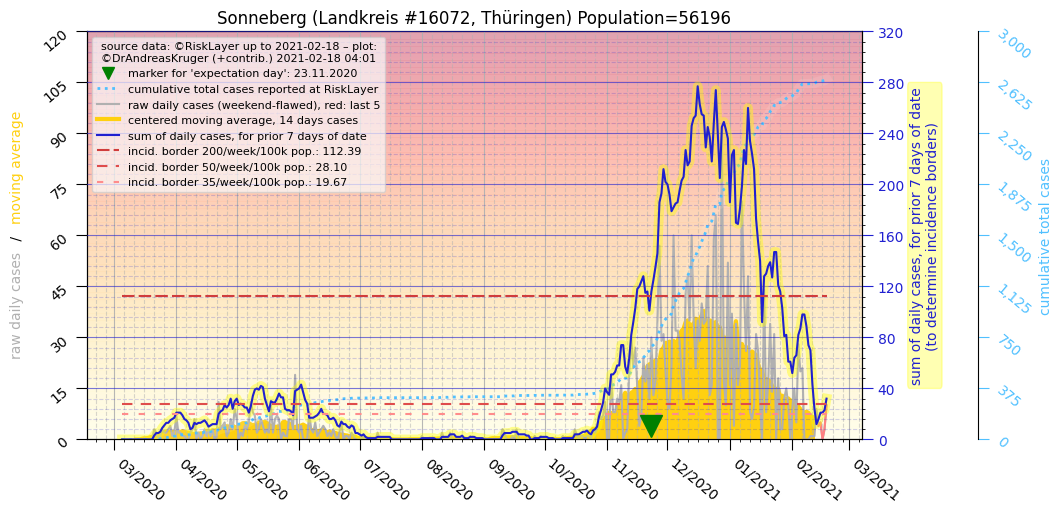 Sonneberg (Landkreis #16072, Thüringen) Population=56196
source data: ©RiskLayer up to 2021-02-18 – plot:
©DrAndreasKruger (+contrib.) 2021-02-18 04:01
marker for 'expectation day': 23.11.2020
cumulative total cases reported at RiskLayer
raw daily cases (weekend-flawed), red: last 5
centered moving average, 14 days cases
sum of daily cases, for prior 7 days of date
incid. border 200/week/100k pop.: 112.39
incid. border 50/week/100k pop.: 28.10
incid. border 35/week/100k pop.: 19.67
raw daily cases / moving average
120
105
90
75
60
45
30
15
0
03/2020
04/2020
05/2020
06/2020
07/2020
08/2020
09/2020
10/2020
11/2020
12/2020
01/2021
02/2021
03/2021
320
280
240
200
160
120
80
40
0
sum of daily cases, for prior 7 days of date
(to determine incidence borders)
3,000
2,625
2,250
1,875
1,500
1,125
750
375
0
cumulative total cases